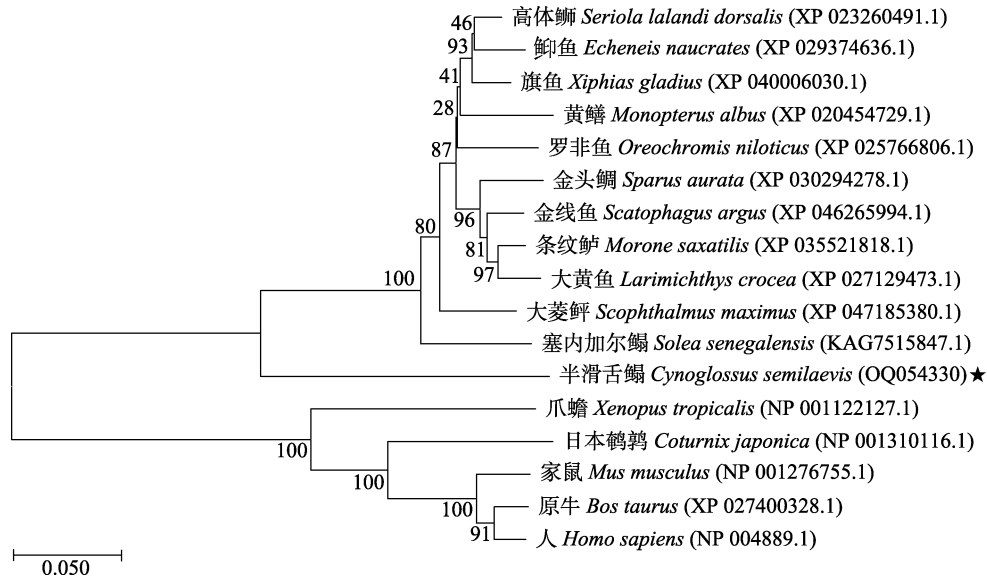 46
高体鰤 Seriola lalandi dorsalis (XP 023260491.1)
93
䲟鱼 Echeneis naucrates (XP 029374636.1)
41
旗鱼 Xiphias gladius (XP 040006030.1)
28
黄鳝 Monopterus albus (XP 020454729.1)
87
罗非鱼 Oreochromis niloticus (XP 025766806.1)
金头鲷 Sparus aurata (XP 030294278.1)
96
金线鱼 Scatophagus argus (XP 046265994.1)
80
81
条纹鲈 Morone saxatilis (XP 035521818.1)
97
大黄鱼 Larimichthys crocea (XP 027129473.1)
100
大菱鲆 Scophthalmus maximus (XP 047185380.1)
塞内加尔鳎 Solea senegalensis (KAG7515847.1)
半滑舌鳎 Cynoglossus semilaevis (OQ054330)★
爪蟾 Xenopus tropicalis (NP 001122127.1)
100
日本鹌鹑 Coturnix japonica (NP 001310116.1)
100
家鼠 Mus musculus (NP 001276755.1)
100
原牛 Bos taurus (XP 027400328.1)
91
人 Homo sapiens (NP 004889.1)
0.050